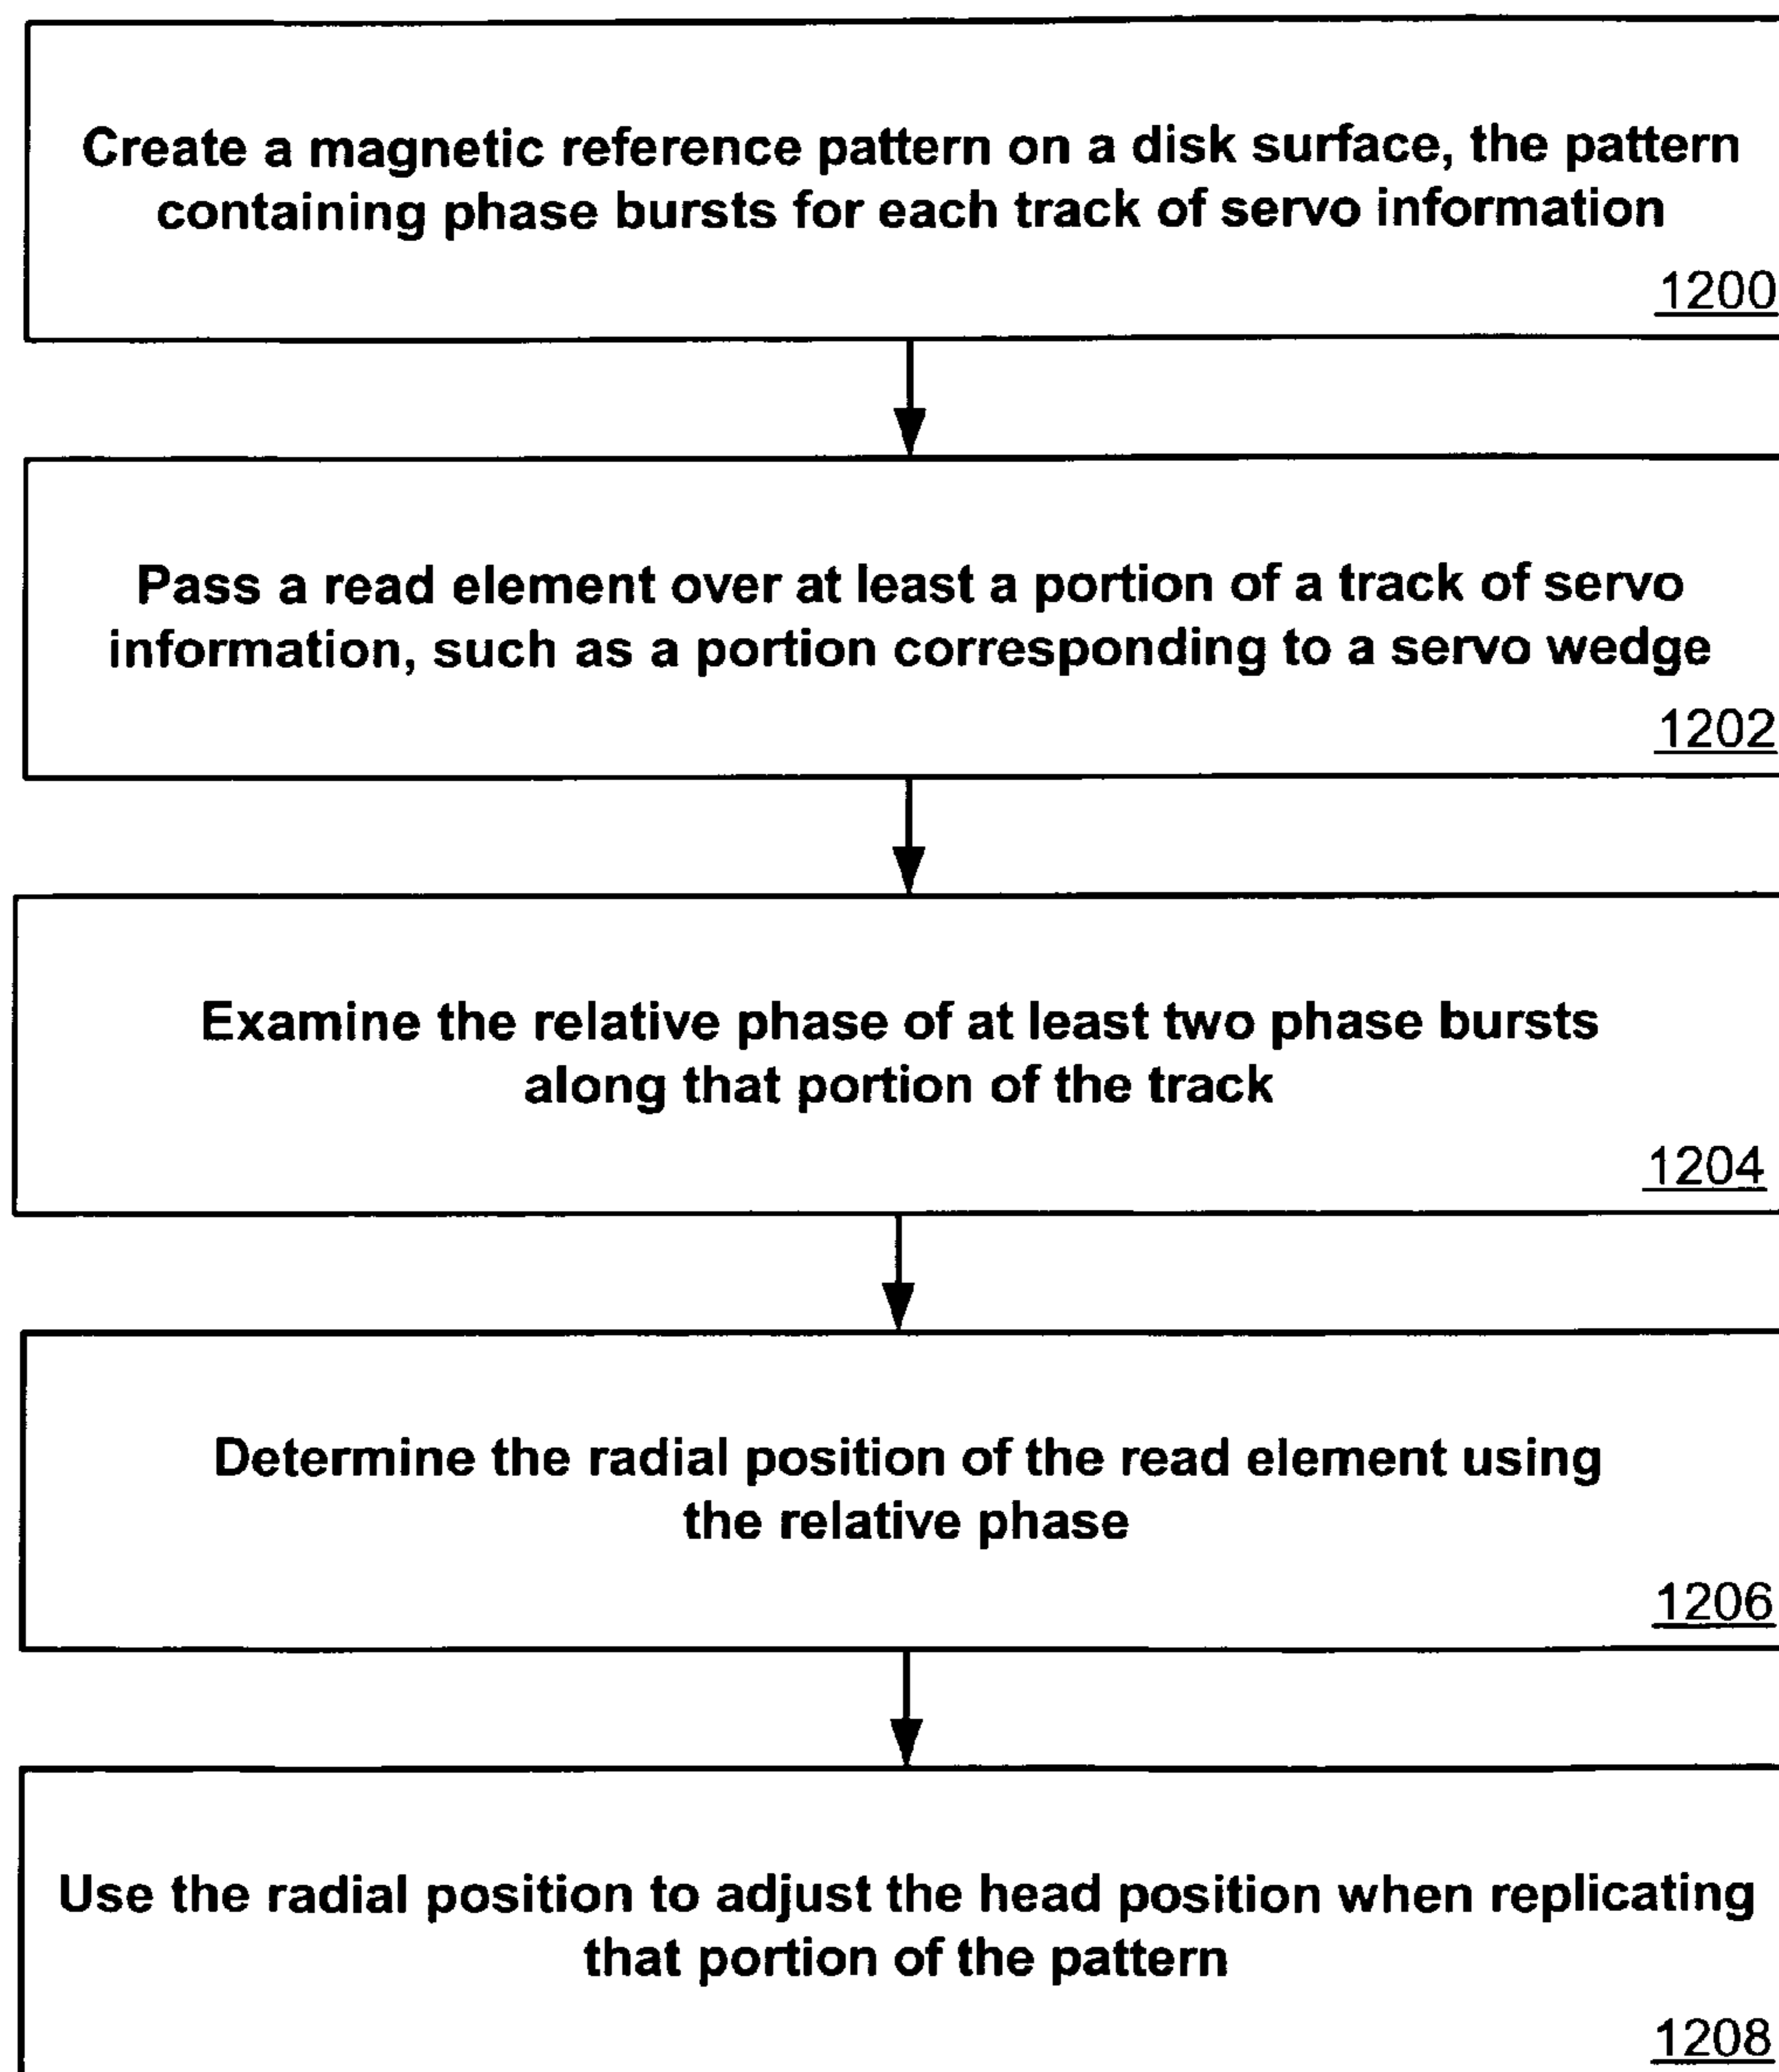 Create a magnetic reference pattern on a disk surface, the pattern
containing phase bursts for each track of servo information
1200
Pass a read element over at least a portion of a track of servo
information, such as a portion corresponding to a servo wedge
1202
Examine the relative phase of at least two phase bursts
along that portion of the track
1204
Determine the radial position of the read element using
the relative phase
1206
Use the radial position to adjust the head position when replicating
that portion of the pattern
1208